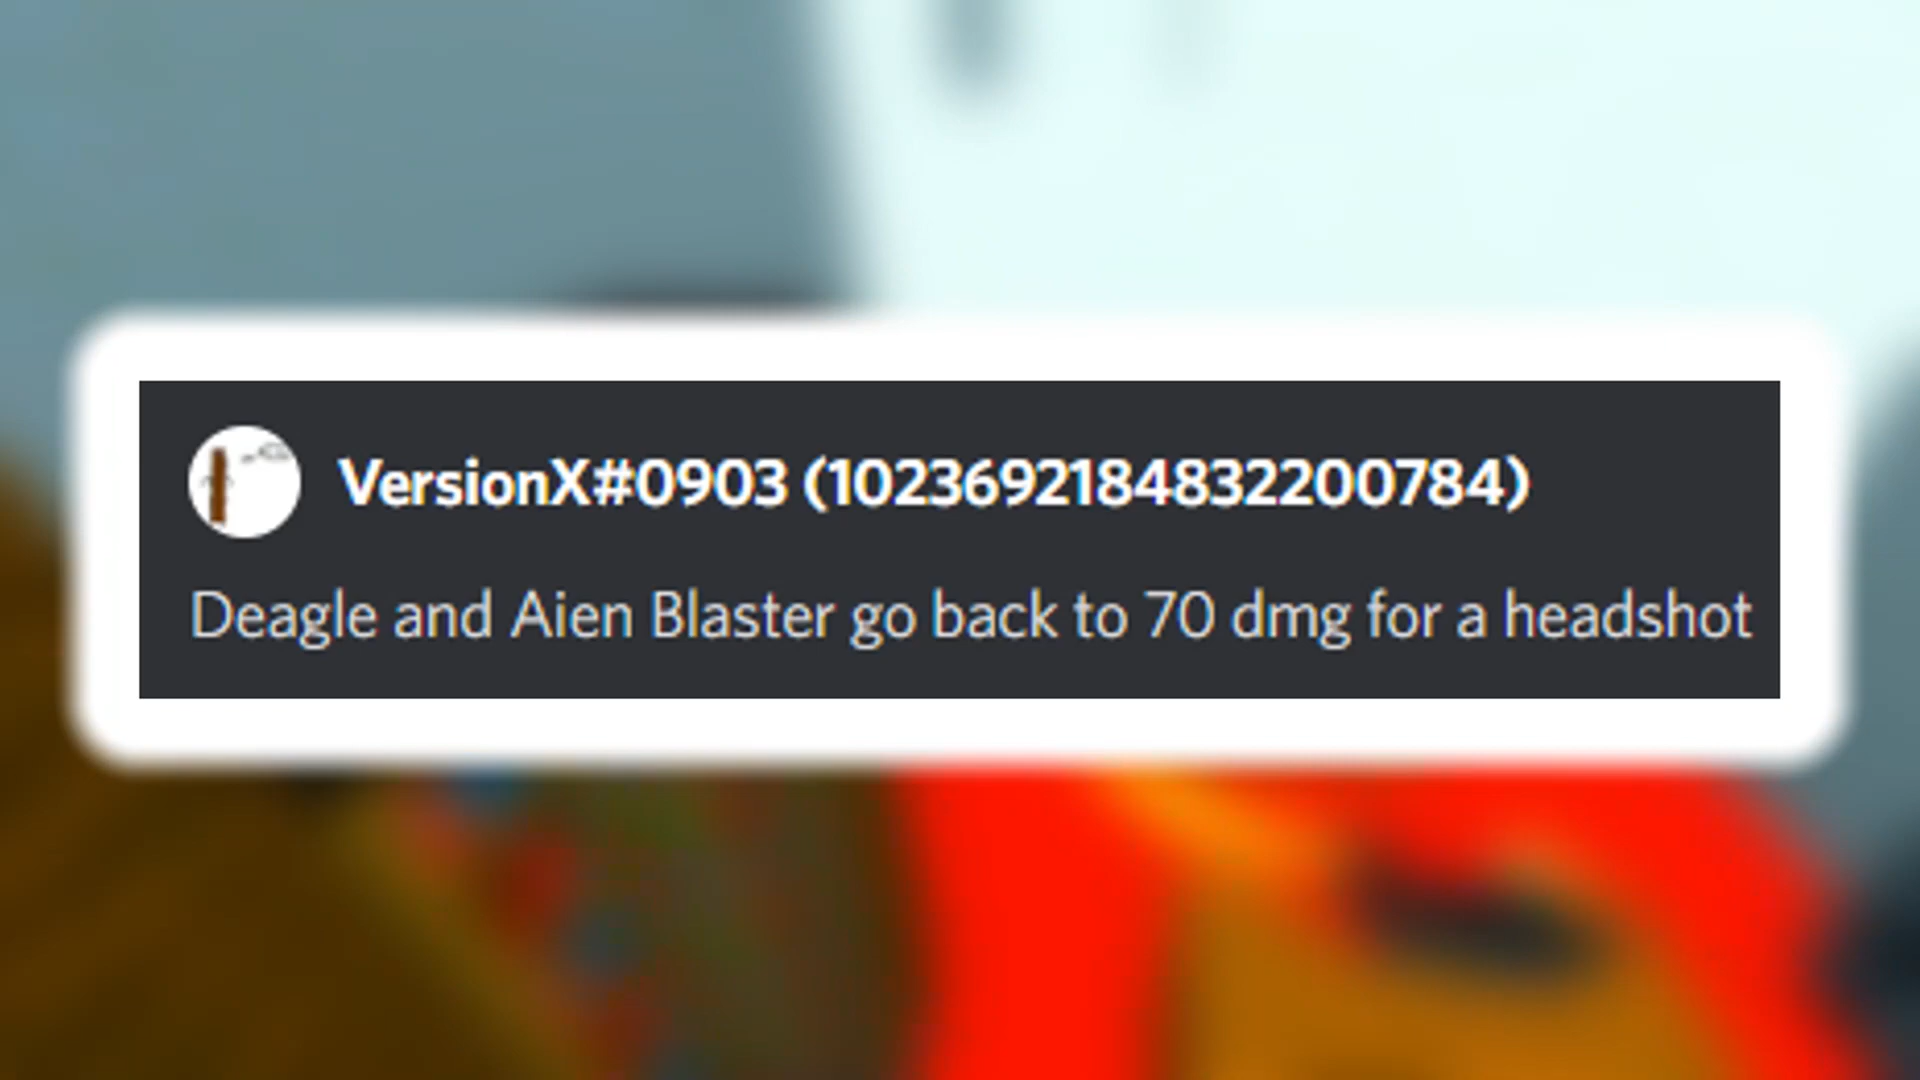 VersionX#0903 (1023692184832200784)
Deagle and Aien Blaster go back to 70 dmg for a headshot